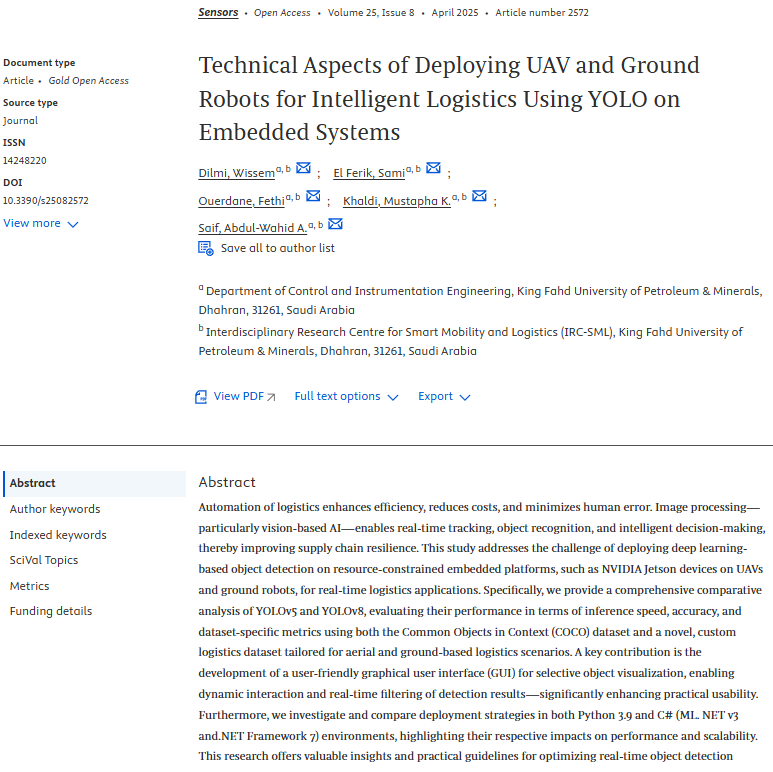 Sensors • Open Access • Volume 25, Issue 8 • April 2025 • Article number 2572
Document type
Article • Gold Open Access
Source type
Journal
ISSN
14248220
DOI
10.3390/s25082572
View more
Technical Aspects of Deploying UAV and Ground
Robots for Intelligent Logistics Using YOLO on
Embedded Systems
Dilmi, Wissem a, b ; El Ferik, Sami a, b ;
Ouerdane, Fethi a, b ; Khaldi, Mustapha K. a, b ;
Saif, Abdul-Wahid A. a, b
Save all to author list
a Department of Control and Instrumentation Engineering, King Fahd University of Petroleum & Minerals,
Dhahran, 31261, Saudi Arabia
b Interdisciplinary Research Centre for Smart Mobility and Logistics (IRC-SML), King Fahd University of
Petroleum & Minerals, Dhahran, 31261, Saudi Arabia
View PDF Full text options Export
Abstract
Author keywords
Indexed keywords
SciVal Topics
Metrics
Funding details
Abstract
Automation of logistics enhances efficiency, reduces costs, and minimizes human error. Image processing—
particularly vision-based AI—enables real-time tracking, object recognition, and intelligent decision-making,
thereby improving supply chain resilience. This study addresses the challenge of deploying deep learning-
based object detection on resource-constrained embedded platforms, such as NVIDIA Jetson devices on UAVs
and ground robots, for real-time logistics applications. Specifically, we provide a comprehensive comparative
analysis of YOLOv5 and YOLOv8, evaluating their performance in terms of inference speed, accuracy, and
dataset-specific metrics using both the Common Objects in Context (COCO) dataset and a novel, custom
logistics dataset tailored for aerial and ground-based logistics scenarios. A key contribution is the
development of a user-friendly graphical user interface (GUI) for selective object visualization, enabling
dynamic interaction and real-time filtering of detection results—significantly enhancing practical usability.
Furthermore, we investigate and compare deployment strategies in both Python 3.9 and C# (ML. NET v3
and.NET Framework 7) environments, highlighting their respective impacts on performance and scalability.
This research offers valuable insights and practical guidelines for optimizing real-time object detection